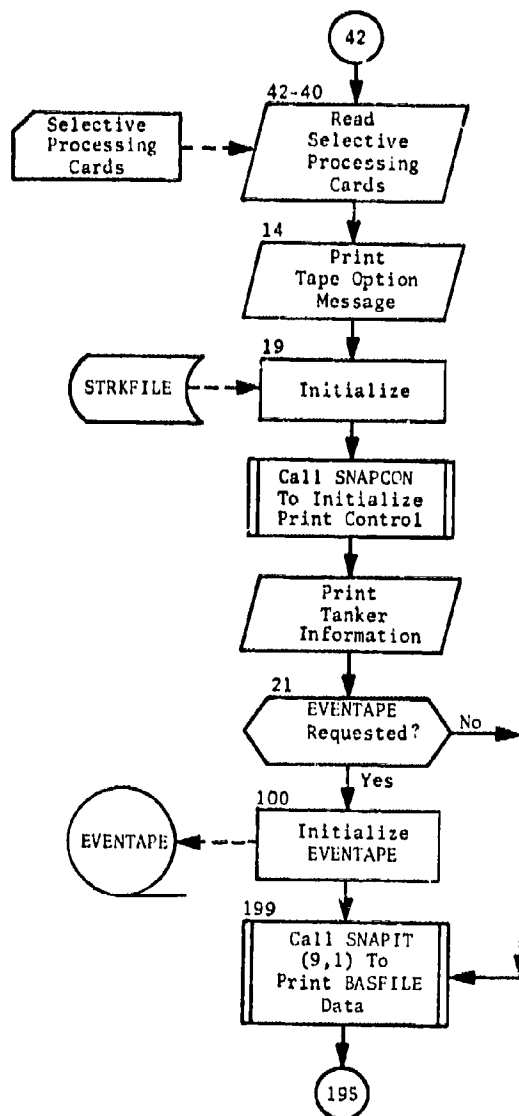 42
42-40
Selective
Processing
Cards
Read
Selective
Processing
Cards
14
Print
Tape Option
Message
19
STRKFILE
Initialize
Call SNAPCON
To Initialize
Print Control
Print
Tanker
Information
21
EVENTAPE
Requested?
No
Yes
100
EVENTAPE
Initialize
EVENTAPE
199
Call SNAPIT
(9,1) To
Print BASFILE
Data
195